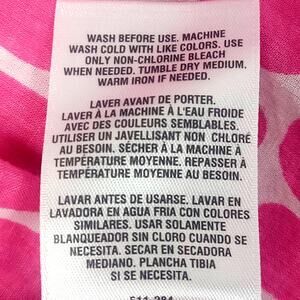 WASH BEFORE USE. MACHINE
WASH COLD WITH LIKE COLORS. USE
ONLY NON-CHLORINE BLEACH
WHEN NEEDED. TUMBLE DRY MEDIUM.
WARM IRON IF NEEDED.
LAVER AVANT DE PORTER.
LAVER À LA MACHINE À L'EAU FROIDE
AVEC DES COULEURS SEMBLABLES.
UTILISER UN JAVELLISANT NON CHLORÉ
AU BESOIN. SÉCHER À LA MACHINE À
TEMPÉRATURE MOYENNE. REPASSER À
TEMPÉRATURE MOYENNE AU BESOIN.
LAVAR ANTES DE USARSE. LAVAR EN
LAVADORA EN AGUA FRIA CON COLORES
SIMILARES. USAR SOLAMENTE
BLANQUEADOR SIN CLORO CUANDO SE
NECESITA. SECAR EN SECADORA
MEDIANO. PLANCHA TIBIA
SI SE NECESITA.